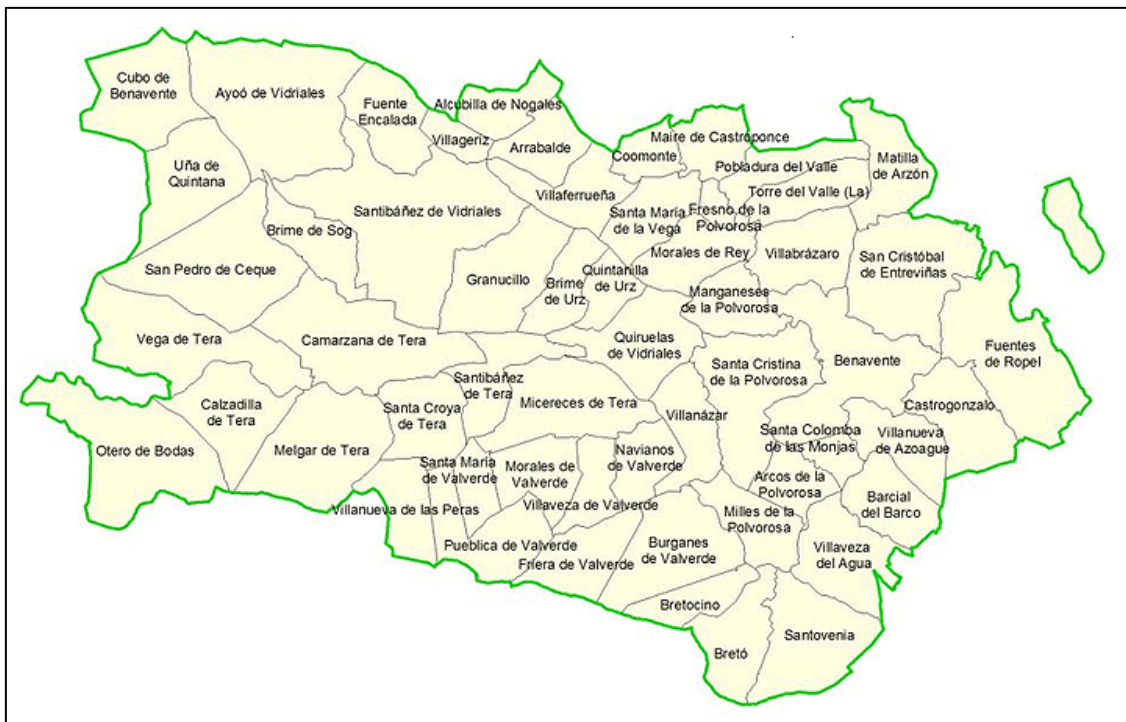 Cubo de
Benavente
Ayoó de Vidriales
Fuente
Encalada
Alcubilla de Nogales
Villageriz
Arrabalde
Maire de Castroponce
Coomonte
Pobladura del Valle
Matilla
de Arzón
Uña de
Quintana
Villaferrueña
Torre del Valle (La)
Santibáñez de Vidriales
Santa María
de la Vega
Fresno de la
Polvorosa
Brime de Sog
San Pedro de Ceque
Granucillo
Brime
de Urz
Quintanilla
de Urz
Morales de Rey
Villabrázaro
San Cristóbal
de Entreviñas
Manganeses
de la Polvorosa
Vega de Tera
Camarzana de Tera
Quiruelas
de Vidriales
Santa Cristina
de la Polvorosa
Benavente
Fuentes
de Ropel
Calzadilla
de Tera
Santa Croya
de Tera
Santibáñez
de Tera
Micereces de Tera
Villanázar
Castrogonzalo
Otero de Bodas
Melgar de Tera
Santa María
de Valverde
Morales de
Valverde
Navianos
de Valverde
Santa Colomba
de las Monjas
Villanueva
de Azoague
Arcos de la
Polvorosa
Barcial
del Barco
Villanueva de las Peras
Villaveza de Valverde
Milles de la
Polvorosa
Pueblica de Valverde
Friera de Valverde
Burganes
de Valverde
Villaveza
del Agua
Bretocino
Bretó
Santovenia